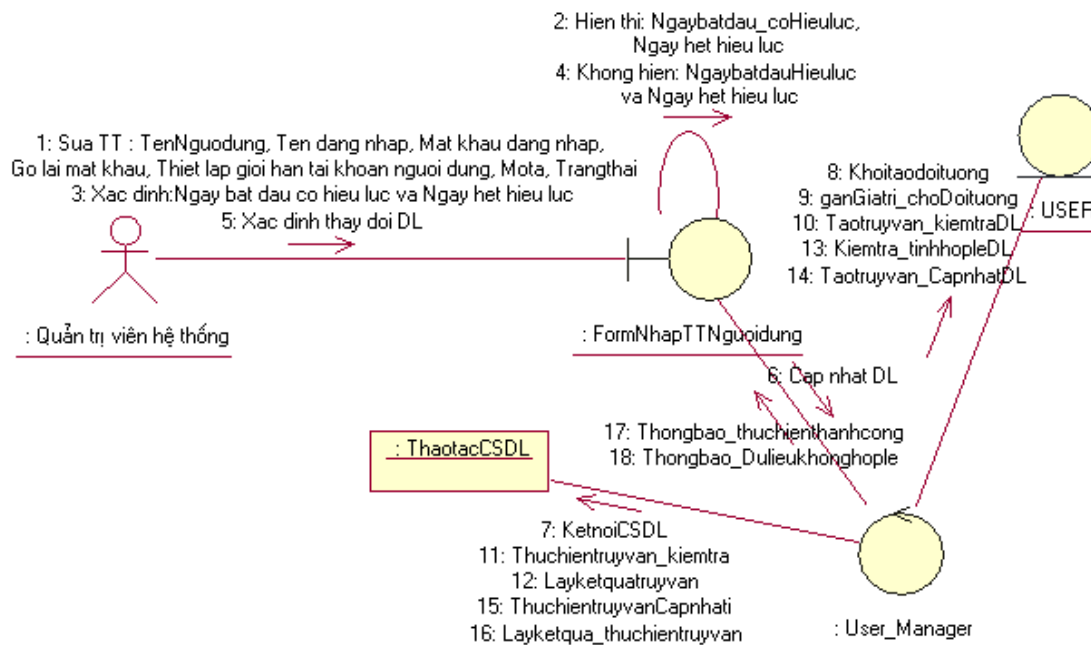 2: Hien thi: Ngaybatdau_coHieuluc,
Ngay het hieu luc
4: Khong hien: NgaybatdauHieuluc
va Ngay het hieu luc
1: Sua TT : TenNguodung, Ten dang nhap, Mat khau dang nhap,
Go lai mat khau, Thiet lap gioi han tai khoan nguoi dung, Mota, Trangthai
3: Xac dinh:Ngay bat dau co hieu luc va Ngay het hieu luc
5: Xac dinh thay doi DL
8: Khoitaodoituong
9: ganGiatri_choDoituong
10: Taotruyvan_kiemtraDL
13: Kiemtra_tinhhopleDL
14: Taotruyvan_CapnhatDL
: USEF
: Quản trị viên hệ thống
: FormNhapTTNguoidung
6: Cap nhat DL
17: Thongbao_thuchienthanhcong
18: Thongbao_Dulieukhonghople
: ThaotacCSDL
7: KetnoiCSDL
11: Thuchientruyvan_kiemtra
12: Layketquatruyvan
15: ThuchientruyvanCapnhati
16: Layketqua_thuchientruyvan
: User_Manager